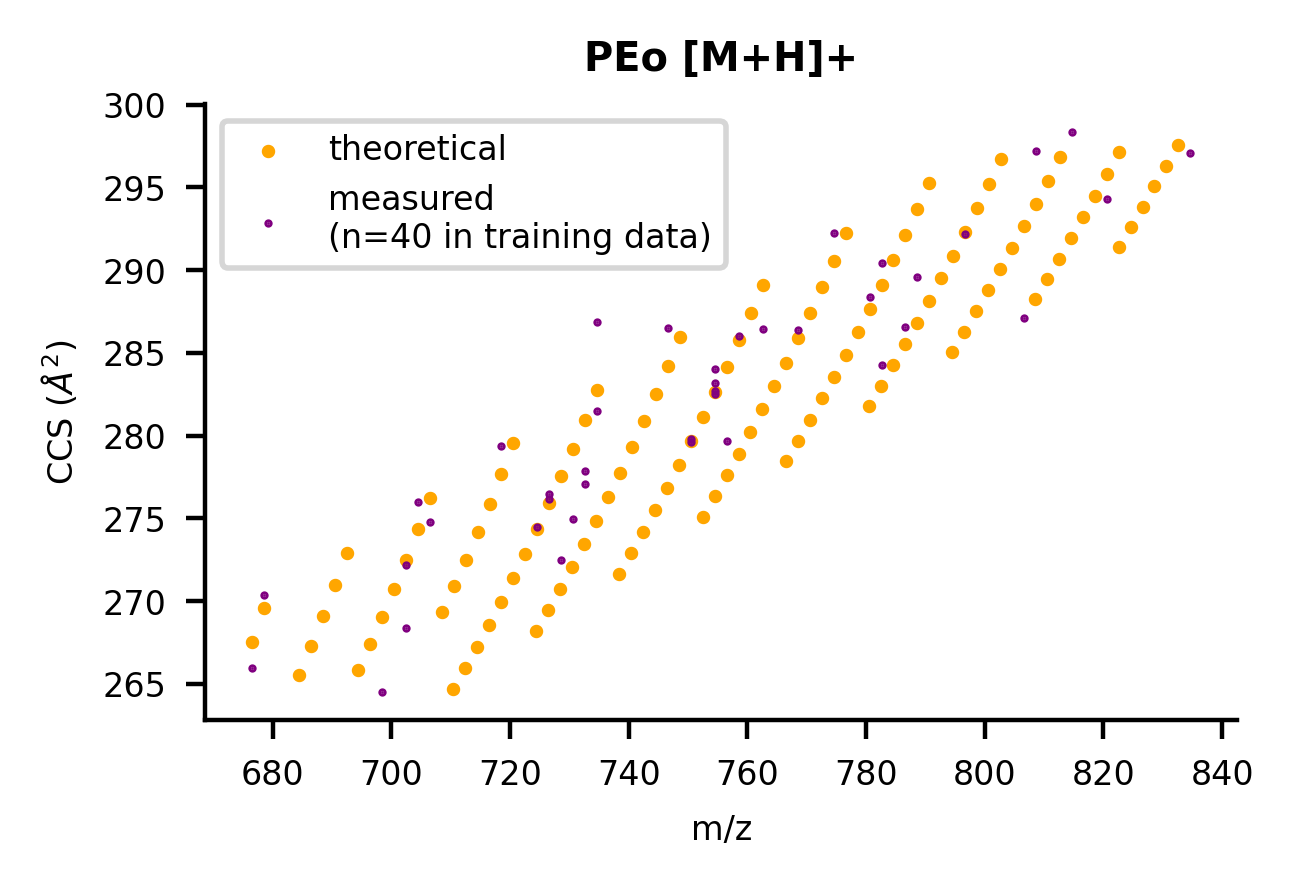 PEo [M+H]+
theoretical
measured
(n=40 in training data)
CCS (Å²)
300
295
290
285
280
275
270
265
680 700 720 740 760 780 800 820 840
m/z